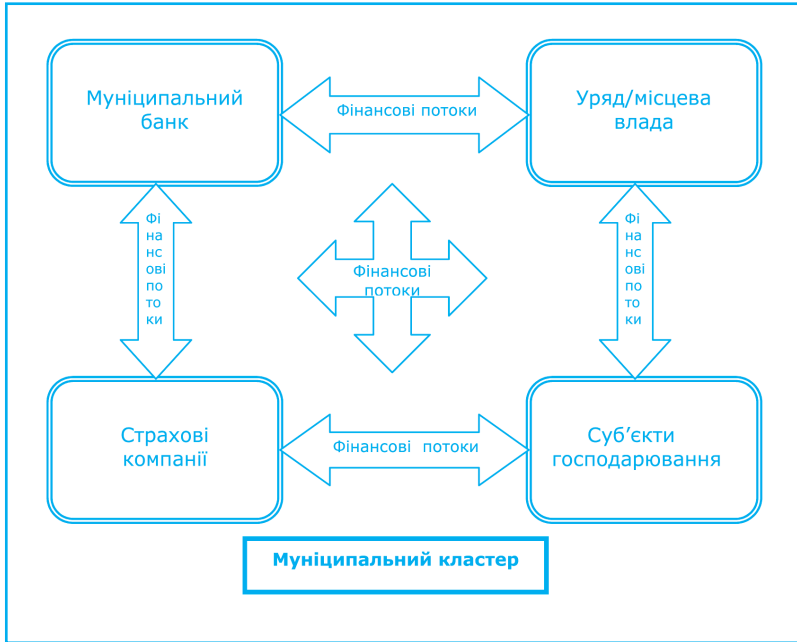 Муніципальний
банк
Фінансові потоки
Уряд/місцева
влада
Фі
на
нс
ові
по
то
ки
Фінансові
потоки
Фі
на
нс
ові
по
то
ки
Страхові
компанії
Фінансові потоки
Суб’єкти
господарювання
Муніципальний кластер